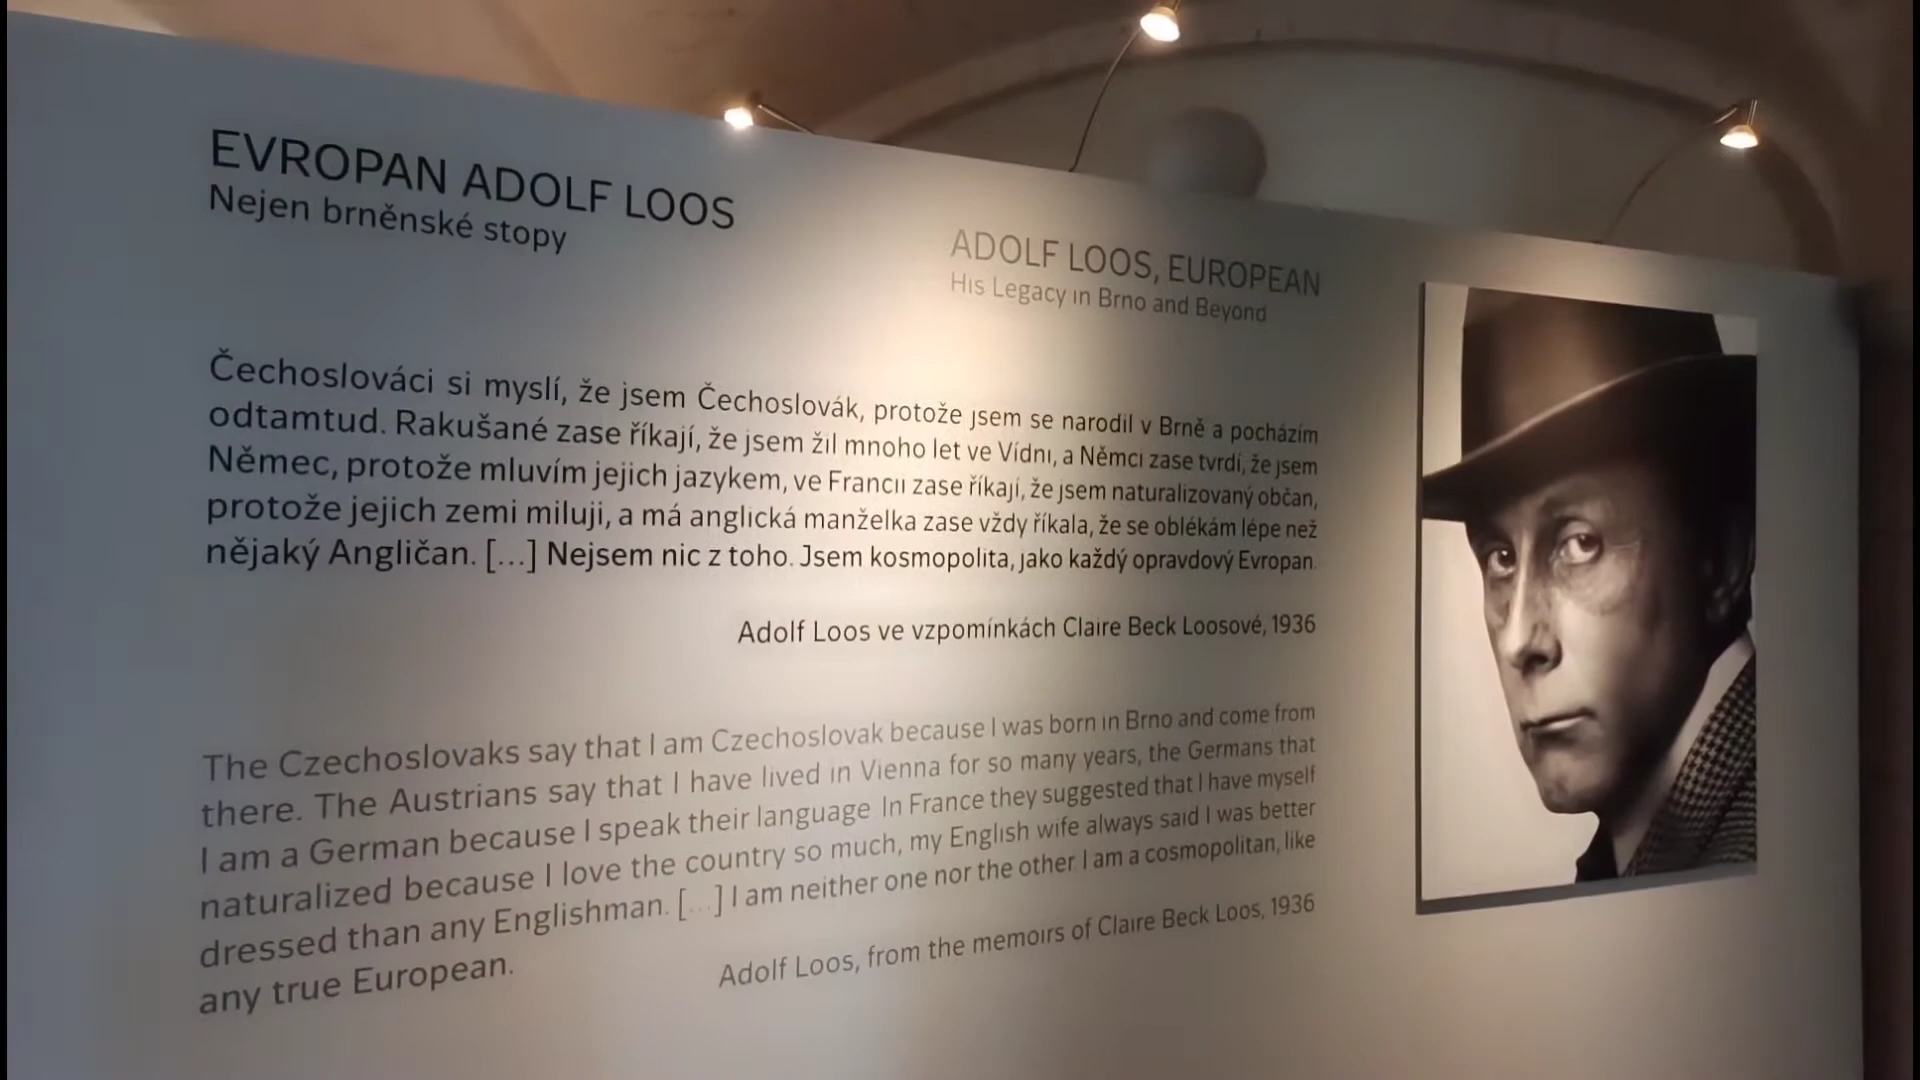 EVROPAN ADOLF LOOS
Nejen brněnské stopy
ADOLF LOOS, EUROPEAN
His Legacy in Brno and Beyond
Čechoslováci si myslí, že jsem Čechoslovák, protože jsem se narodil v Brně a pocházím
odtamtud. Rakušané zase říkají, že jsem žil mnoho let ve Vídni, a Němci zase tvrdí, že jsem
Němec, protože mluvím jejich jazykem, ve Francii zase říkají, že jsem naturalizovaný občan,
protože jejich zemi miluji, a má anglická manželka zase vždy říkala, že se oblékám lépe než
nějaký Angličan. [...] Nejsem nic z toho. Jsem kosmopolita, jako každý opravdový Evropan.
Adolf Loos ve vzpomínkách Claire Beck Loosové, 1936
The Czechoslovaks say that I am Czechoslovak because I was born in Brno and come from
there. The Austrians say that I have lived in Vienna for so many years, the Germans that
I am a German because I speak their language In France they suggested that I have myself
naturalized because I love the country so much, my English wife always said I was better
dressed than any Englishman. [...] I am neither one nor the other I am a cosmopolitan, like
any true European.
Adolf Loos, from the memoirs of Claire Beck Loos, 1936